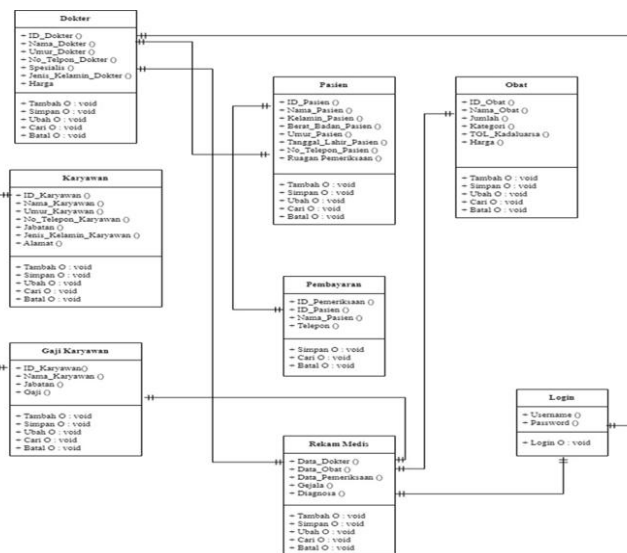 Dokter
+ ID_Dokter ()
+ Nama_Dokter ()
+ Umur_Dokter ()
+ No_Telpon_Dokter ()
+ Spesialis ()
+ Jenis_Kelamin_Dokter ()
+ Harga
+ Tambah O : void
+ Simpan O : void
+ Ubah O : void
+ Cari O : void
+ Batal O : void
Pasien
+ ID_Pasien ()
+ Nama_Pasien ()
+ Kelamin_Pasien ()
+ Berat_Badan_Pasien ()
+ Umur_Pasien ()
+ Tanggal_Lahir_Pasien ()
+ No_Telepon_Pasien ()
+ Ruagan Pemeriksaan ()
+ Tambah O : void
+ Simpan O : void
+ Ubah O : void
+ Cari O : void
+ Batal O : void
Obat
+ ID_Obat ()
+ Nama_Obat ()
+ Jumlah ()
+ Kategori ()
+ TGL_Kadaluarsa ()
+ Harga ()
+ Tambah O : void
+ Simpan O : void
+ Ubah O : void
+ Cari O : void
+ Batal O : void
Karyawan
+ ID_Karyawan ()
+ Nama_Karyawan ()
+ Umur_Karyawan ()
+ No_Telepon_Karyawan ()
+ Jabatan ()
+ Jenis_Kelamin_Karyawan ()
+ Alamat ()
+ Tambah O : void
+ Simpan O : void
+ Ubah O : void
+ Cari O : void
+ Batal O : void
Pembayaran
+ ID_Pemeriksaan ()
+ ID_Pasien ()
+ Nama_Pasien ()
+ Telepon ()
+ Simpan O : void
+ Cari O : void
+ Batal O : void
Gaji Karyawan
+ ID_Karyawan()
+ Nama_Karyawan ()
+ Jabatan ()
+ Gaji ()
+ Tambah O : void
+ Simpan O : void
+ Ubah O : void
+ Cari O : void
+ Batal O : void
Login
+ Username ()
+ Password ()
+ Login O : void
Rekam Medis
+ Data_Dokter ()
+ Data_Obat ()
+ Data_Pemeriksaan ()
+ Gejala ()
+ Diagnosa ()
+ Tambah O : void
+ Simpan O : void
+ Ubah O : void
+ Cari O : void
+ Batal O : void